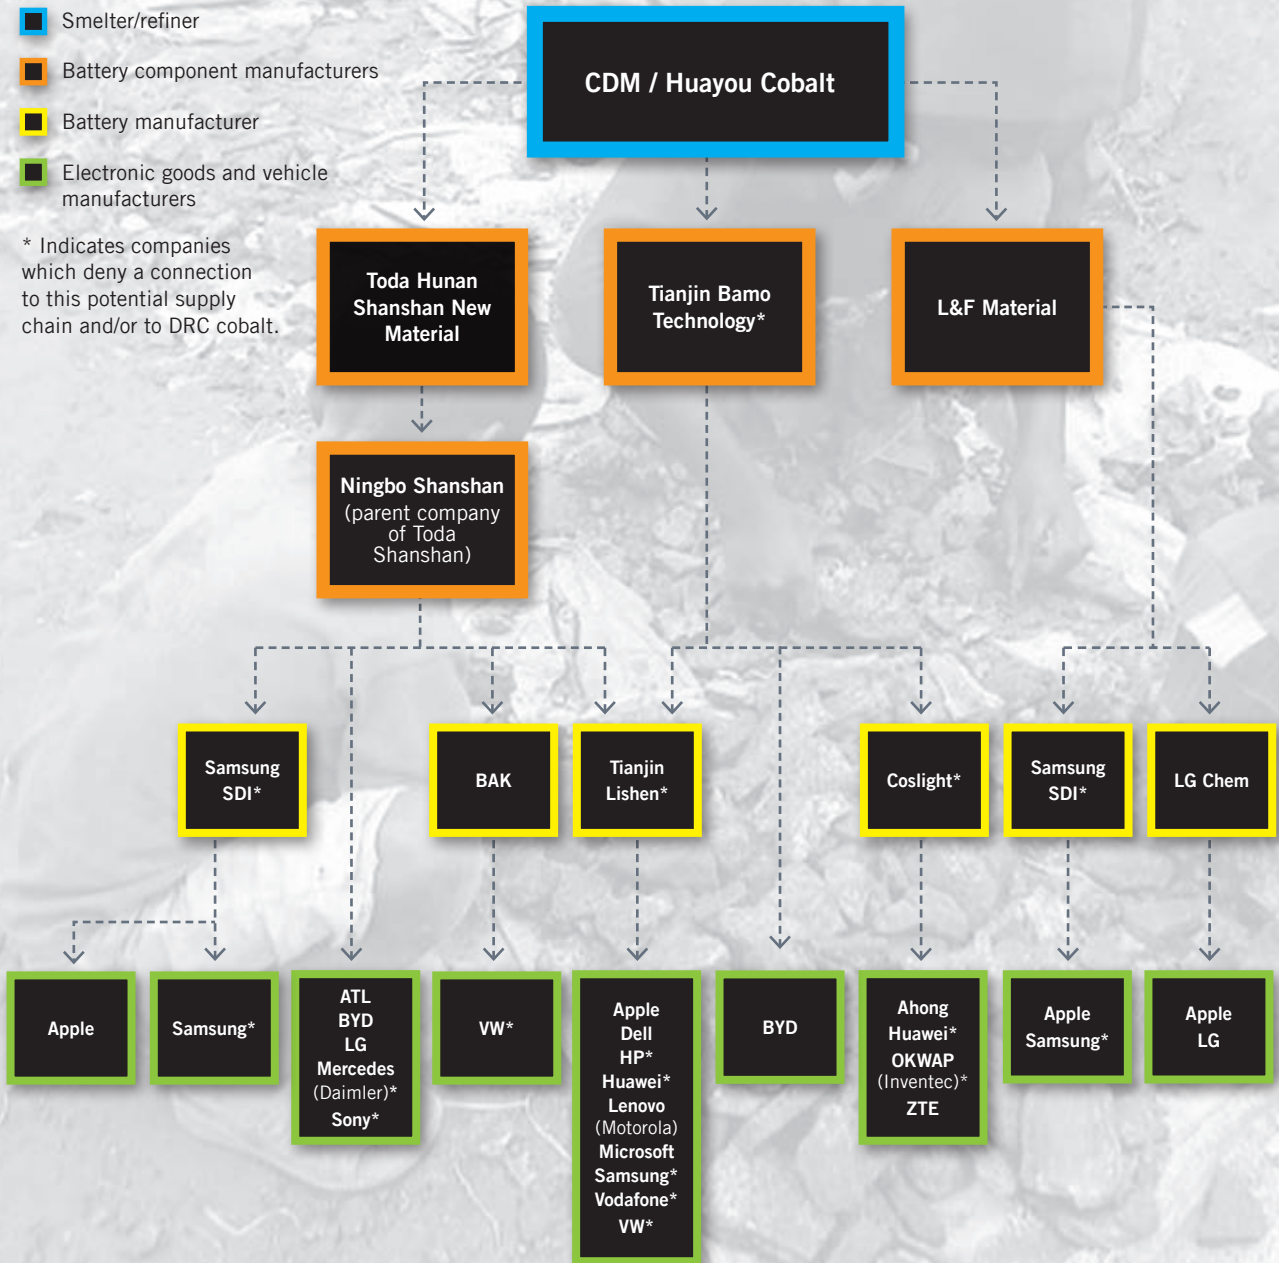 Smelter/refiner
Battery component manufacturers
Battery manufacturer
Electronic goods and vehicle
manufacturers
* Indicates companies
which deny a connection
to this potential supply
chain and/or to DRC cobalt.
CDM / Huayou Cobalt
Toda Hunan
Shanshan New
Material
Tianjin Bamo
Technology*
L&F Material
Ningbo Shanshan
(parent company
of Toda
Shanshan)
Samsung
SDI*
BAK
Tianjin
Lishen*
Coslight*
Samsung
SDI*
LG Chem
Apple
Samsung*
ATL
BYD
LG
Mercedes
(Daimler)*
Sony*
VW*
Apple
Dell
HP*
Huawei*
Lenovo
(Motorola)
Microsoft
Samsung*
Vodafone*
VW*
BYD
Ahong
Huawei*
OKWAP
(Inventec)*
ZTE
Apple
Samsung*
Apple
LG